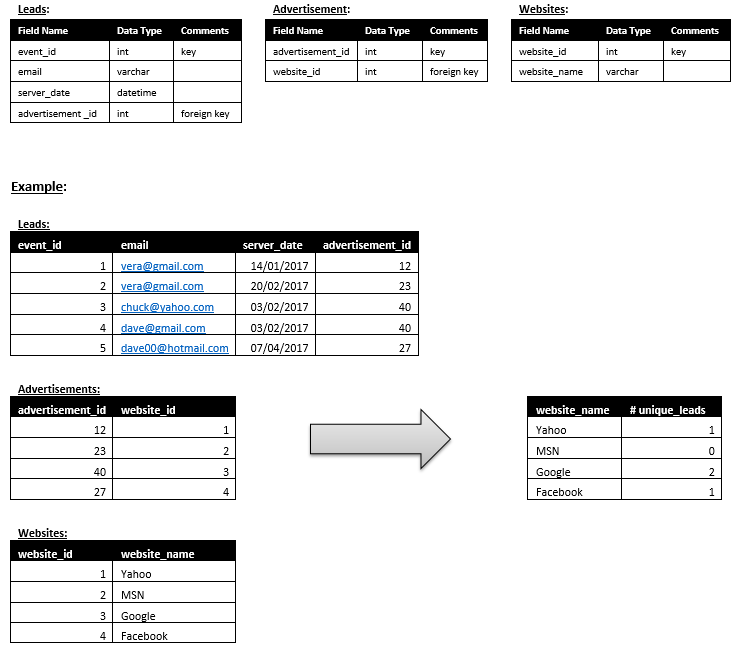 Leads:
Field Name Data Type Comments
event_id int key
email varchar
server_date datetime
advertisement _id int foreign key
Advertisement:
Field Name Data Type Comments
advertisement_id int key
website_id int foreign key
Websites:
Field Name Data Type Comments
website_id int key
website_name varchar
Example:
Leads:
event_id email server_date advertisement_id
1 vera@gmail.com 14/01/2017 12
2 vera@gmail.com 20/02/2017 23
3 chuck@yahoo.com 03/02/2017 40
4 dave@gmail.com 03/02/2017 40
5 dave00@hotmail.com 07/04/2017 27
Advertisements:
advertisement_id website_id
12 1
23 2
40 3
27 4
website_name # unique_leads
Yahoo 1
MSN 0
Google 2
Facebook 1
Websites:
website_id website_name
1 Yahoo
2 MSN
3 Google
4 Facebook